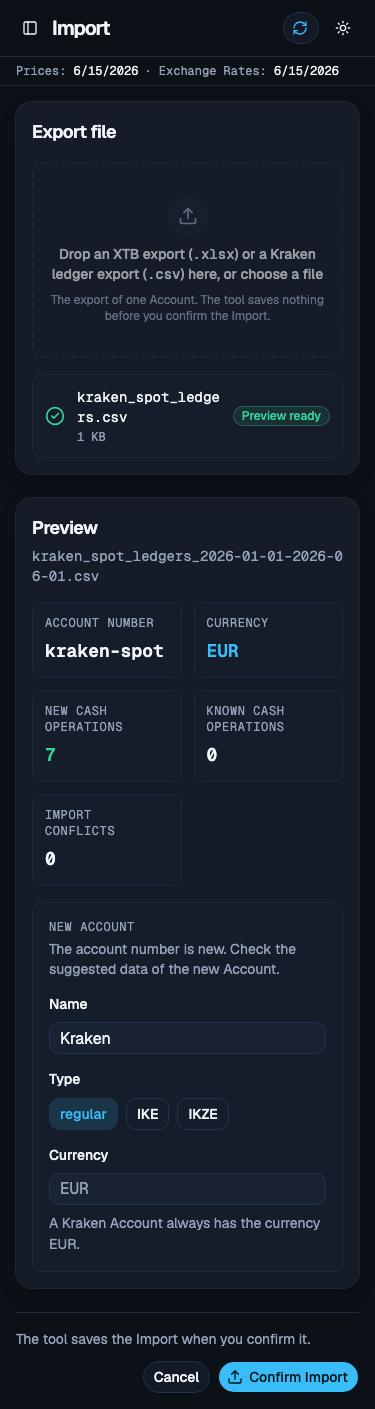 Import
Prices: 6/15/2026 · Exchange Rates: 6/15/2026
Export file
Drop an XTB export (.xlsx) or a Kraken
ledger export (.csv) here, or choose a file
The export of one Account. The tool saves nothing
before you confirm the Import.
kraken_spot_ledge
rs.csv
1 KB
Preview ready
Preview
kraken_spot_ledgers_2026-01-01-2026-0
6-01.csv
ACCOUNT NUMBER
kraken-spot
CURRENCY
EUR
NEW CASH
OPERATIONS
7
KNOWN CASH
OPERATIONS
0
IMPORT
CONFLICTS
0
NEW ACCOUNT
The account number is new. Check the
suggested data of the new Account.
Name
Kraken
Type
regular IKE IKZE
Currency
EUR
A Kraken Account always has the currency
EUR.
The tool saves the Import when you confirm it.
Cancel Confirm Import